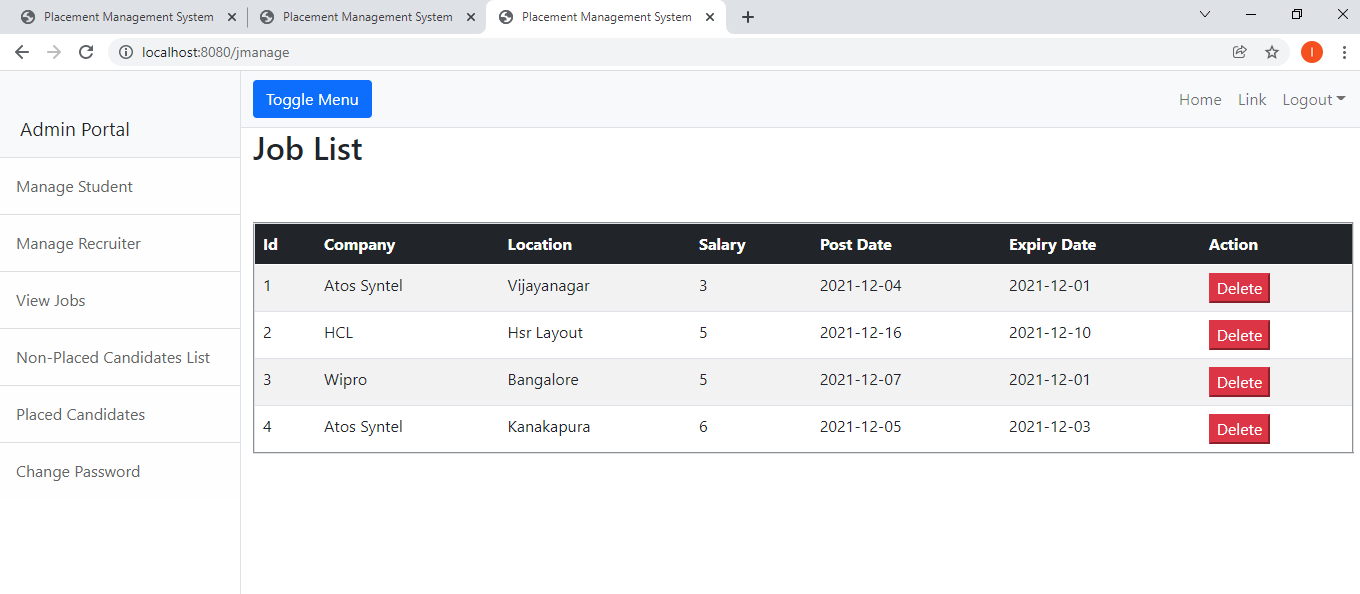 Placement Management System Placement Management System Placement Management System
localhost:8080/jmanage I
Toggle Menu Home Link Logout
Admin Portal
Manage Student
Manage Recruiter
View Jobs
Non-Placed Candidates List
Placed Candidates
Change Password
Job List
Id Company Location Salary Post Date Expiry Date Action
1 Atos Syntel Vijayanagar 3 2021-12-04 2021-12-01 Delete
2 HCL Hsr Layout 5 2021-12-16 2021-12-10 Delete
3 Wipro Bangalore 5 2021-12-07 2021-12-01 Delete
4 Atos Syntel Kanakapura 6 2021-12-05 2021-12-03 Delete